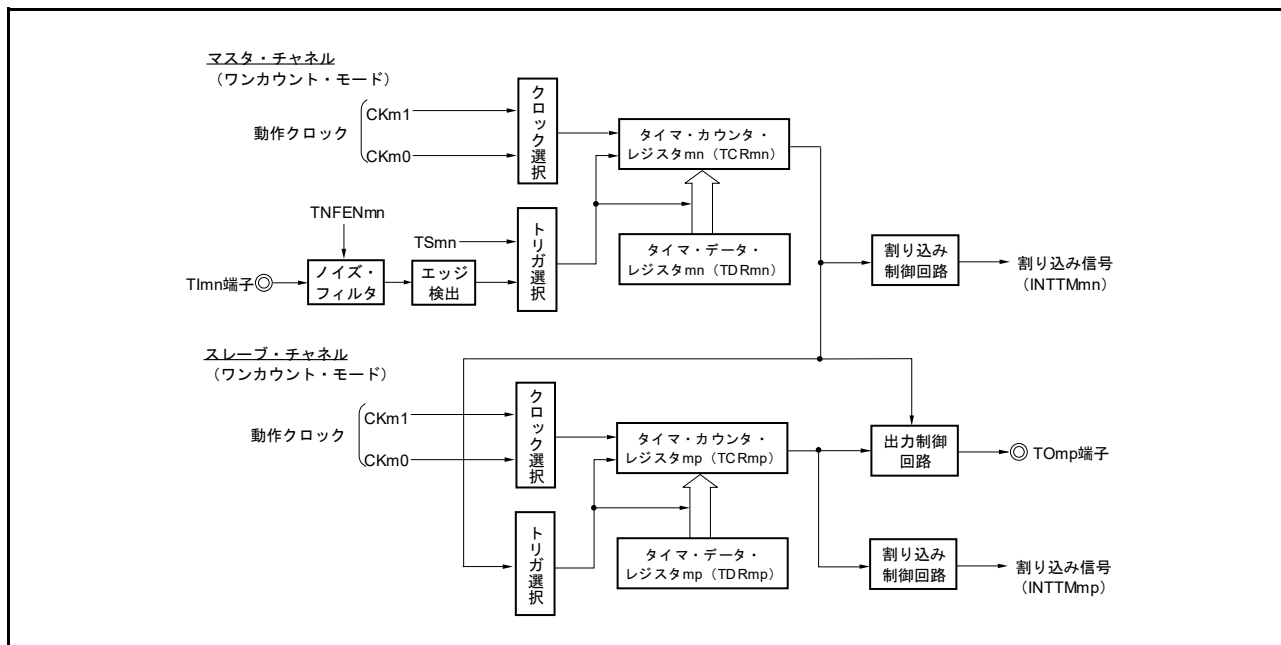 マスタ・チャネル
（ワンカウント・モード）
動作クロック
CKm1
CKm0
クロック選択
タイマ・カウンタ・
レジスタmn（TCRmn）
TNFENmn
TSmn
トリガ選択
タイマ・データ・
レジスタmn（TDRmn）
割り込み
制御回路
割り込み信号
（INTTMmn）
TImn端子
ノイズ・
フィルタ
エッジ
検出
スレーブ・チャネル
（ワンカウント・モード）
動作クロック
CKm1
CKm0
クロック選択
タイマ・カウンタ・
レジスタmp（TCRmp）
出力制御
回路
TOmp端子
トリガ選択
タイマ・データ・
レジスタmp（TDRmp）
割り込み
制御回路
割り込み信号
（INTTMmp）